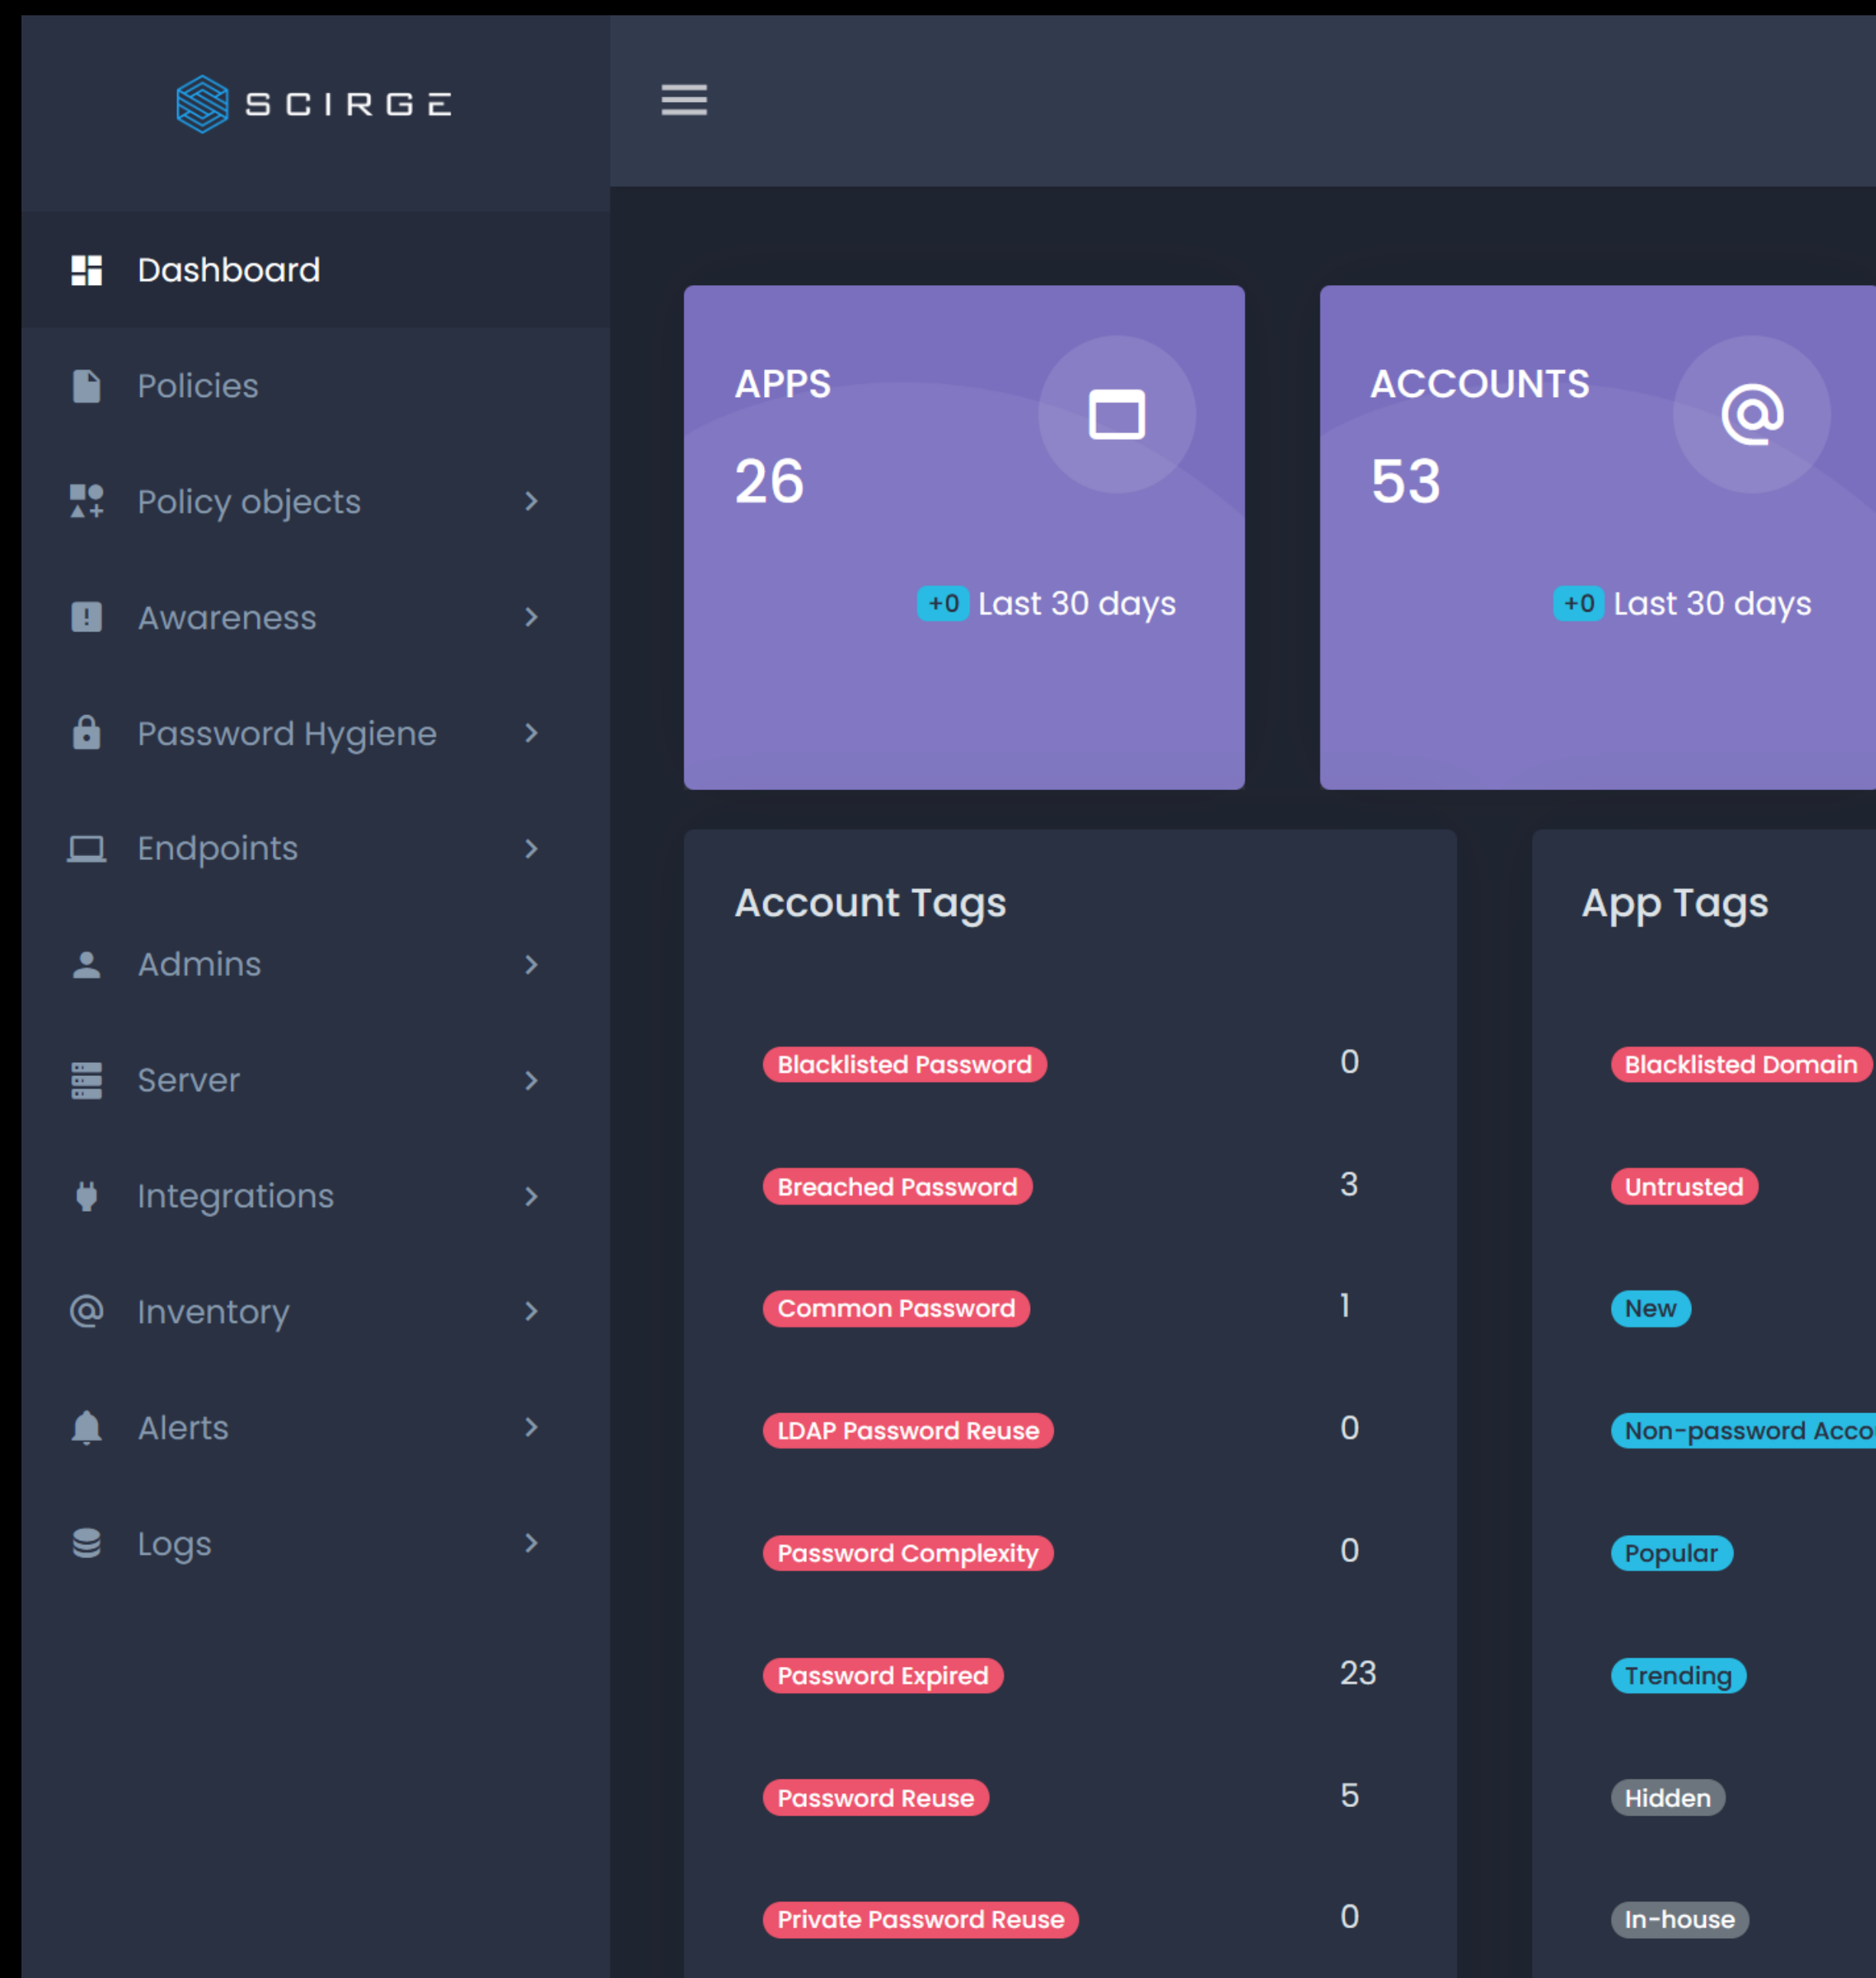 SCIRGE
Dashboard
Policies
Policy objects
Awareness
Password Hygiene
Endpoints
Admins
Server
Integrations
Inventory
Alerts
Logs
APPS
26
+0 Last 30 days
ACCOUNTS
53
+0 Last 30 days
Account Tags
Blacklisted Password 0
Breached Password 3
Common Password 1
LDAP Password Reuse 0
Password Complexity 0
Password Expired 23
Password Reuse 5
Private Password Reuse 0
App Tags
Blacklisted Domain
Untrusted
New
Non-password
Popular
Trending
Hidden
In-house